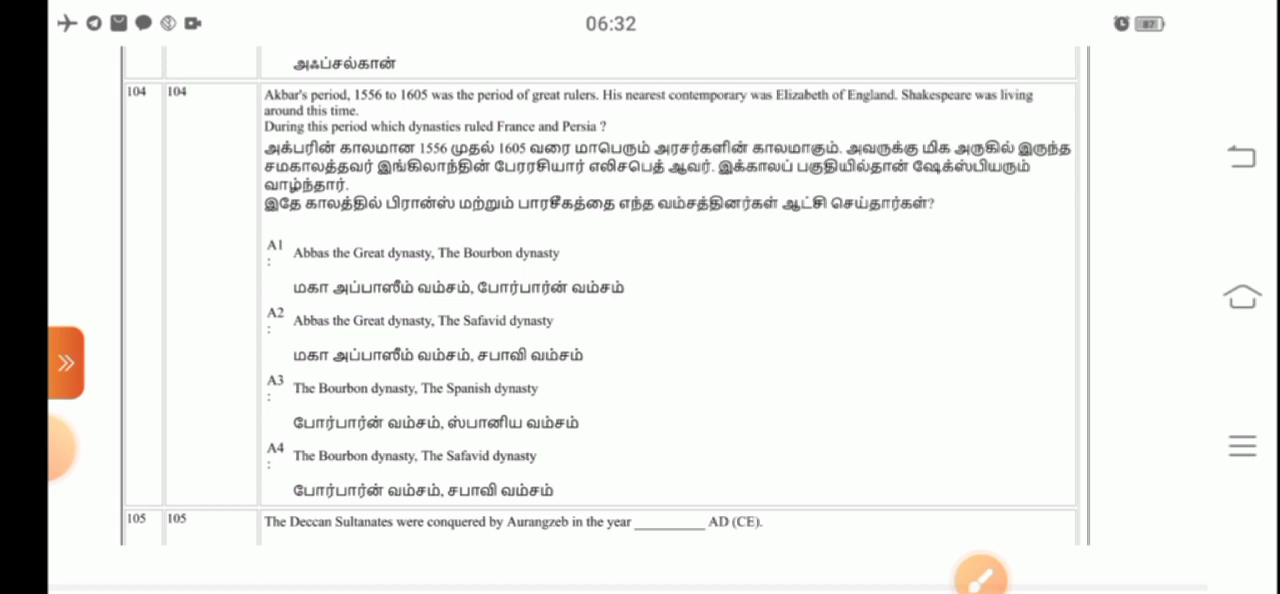 06:32
87
அஃப்சல்கான்
104 104 Akbar's period, 1556 to 1605 was the period of great rulers. His nearest contemporary was Elizabeth of England. Shakespeare was living
around this time.
During this period which dynasties ruled France and Persia ?
அக்பரின் காலமான 1556 முதல் 1605 வரை மாபெரும் அரசர்களின் காலமாகும். அவருக்கு மிக அருகில் இருந்த
சமகாலத்தவர் இங்கிலாந்தின் பேரரசியார் எலிசபெத் ஆவர். இக்காலப் பகுதியில்தான் ஷேக்ஸ்பியரும்
வாழ்ந்தார்.
இதே காலத்தில் பிரான்ஸ் மற்றும் பாரசீகத்தை எந்த வம்சத்தினர்கள் ஆட்சி செய்தார்கள்?
A1 : Abbas the Great dynasty, The Bourbon dynasty
மகா அப்பாஸீம் வம்சம், போர்பார்ன் வம்சம்
A2 : Abbas the Great dynasty, The Safavid dynasty
மகா அப்பாஸீம் வம்சம், சபாவி வம்சம்
A3 : The Bourbon dynasty, The Spanish dynasty
போர்பார்ன் வம்சம், ஸ்பானிய வம்சம்
A4 : The Bourbon dynasty, The Safavid dynasty
போர்பார்ன் வம்சம், சபாவி வம்சம்
105 105 The Deccan Sultanates were conquered by Aurangzeb in the year __________ AD (CE).